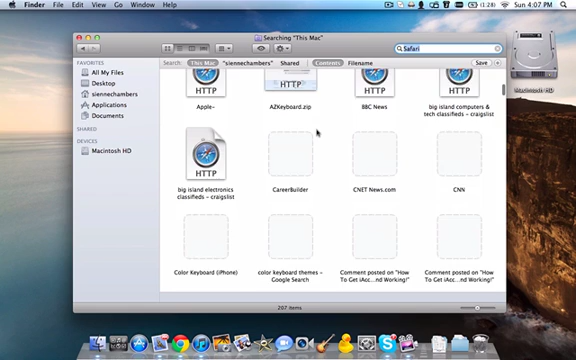 Finder File Edit View Go Window Help
(1:28) Sun 4:07 PM
Searching "This Mac"
Safari
Search: This Mac "siennechambers" Shared Contents Filename Save
FAVORITES
All My Files
Desktop
siennechambers
Applications
Documents
SHARED
DEVICES
Macintosh HD
HTTP HTTP HTTP HTTP
Apple- AZKeyboard.zip BBC News big island computers &
tech classifieds - craigslist
HTTP
big island electronics
classifieds - craigslist
CareerBuilder CNET News.com CNN
Color Keyboard (iPhone) color keyboard themes -
Google Search
Comment posted on "How
To Get iAcc...nd Working!"
Comment posted on "How
To Get iAcc...nd Working!"
207 items
Macintosh HD